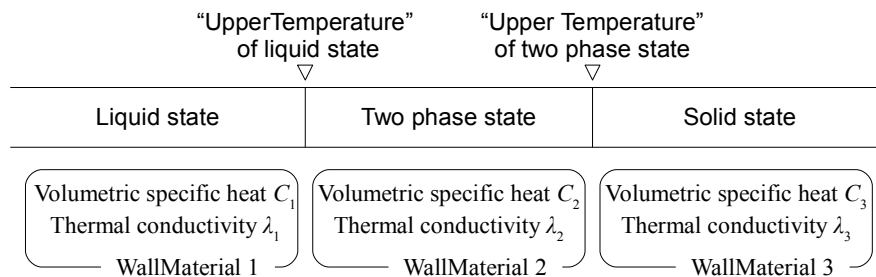 “UpperTemperature”
of liquid state
“Upper Temperature”
of two phase state
Liquid state
Two phase state
Solid state
Volumetric specific heat C₁
Thermal conductivity λ₁
WallMaterial 1
Volumetric specific heat C₂
Thermal conductivity λ₂
WallMaterial 2
Volumetric specific heat C₃
Thermal conductivity λ₃
WallMaterial 3